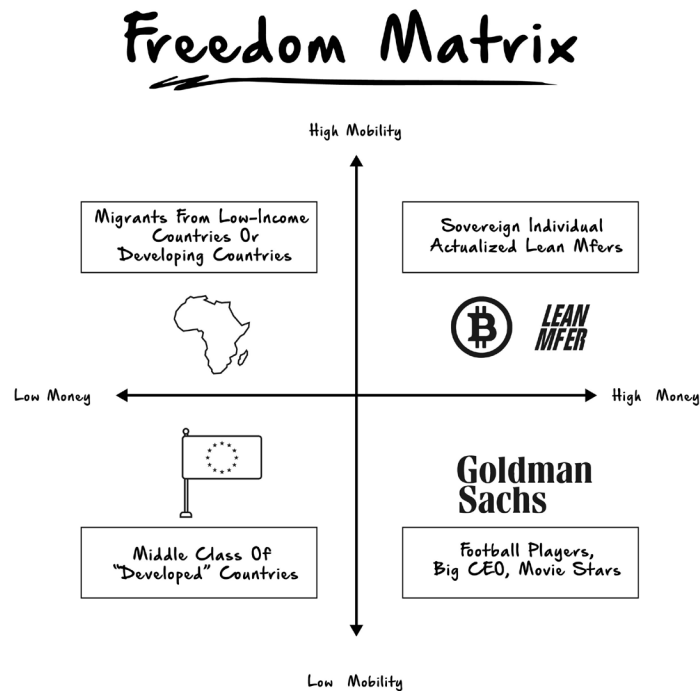 Freedom Matrix
High Mobility
Migrants From Low-Income
Countries Or
Developing Countries
Sovereign Individual
Actualized Lean Mfers
₿
LEAN
MFER
Low Money
High Money
Goldman
Sachs
Middle Class Of
"Developed" Countries
Football Players,
Big CEO, Movie Stars
Low Mobility